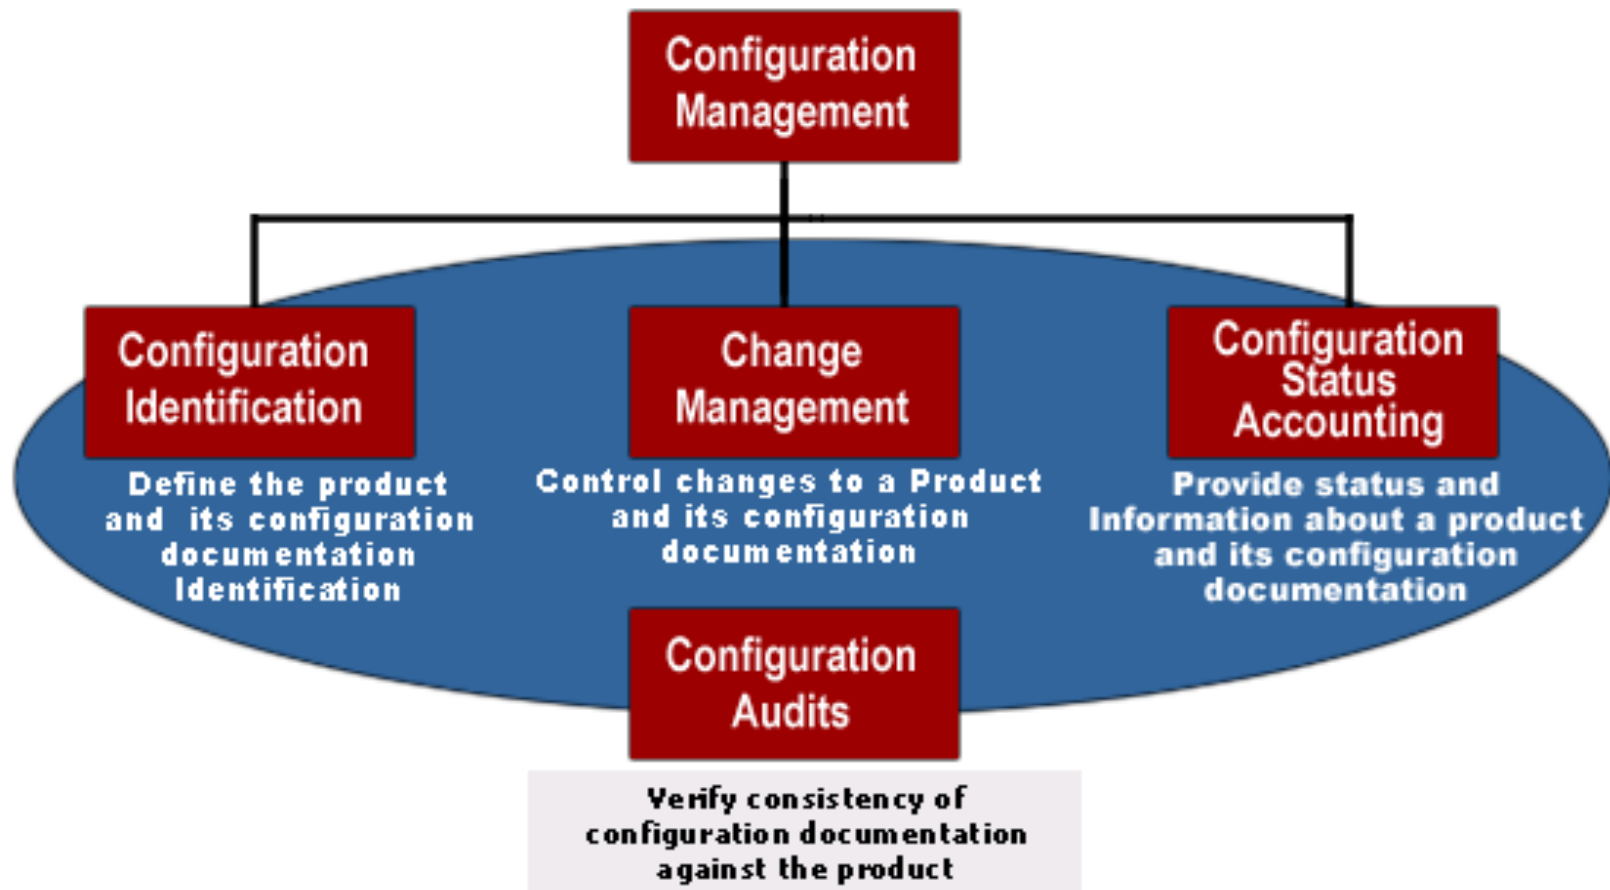 Configuration
Management
Configuration
Identification
Define the product
and its configuration
documentation
Identification
Change
Management
Control changes to a Product
and its configuration
documentation
Configuration
Status
Accounting
Provide status and
Information about a product
and its configuration
documentation
Configuration
Audits
Verify consistency of
configuration documentation
against the product